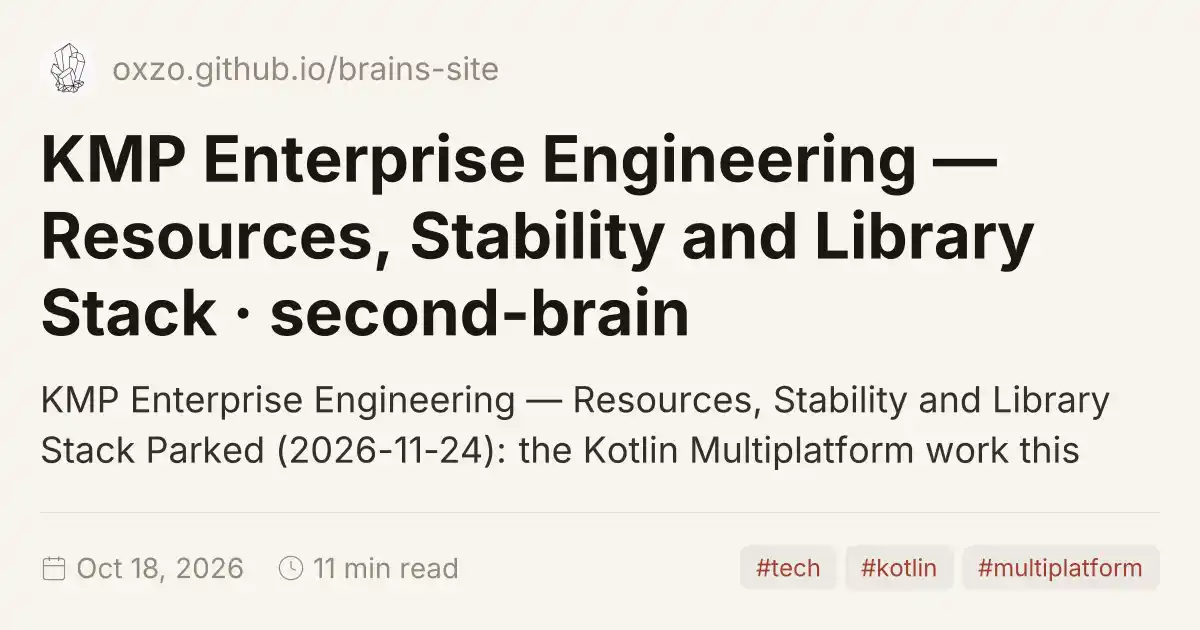 oxzo.github.io/brains-site
KMP Enterprise Engineering —
Resources, Stability and Library
Stack · second-brain
KMP Enterprise Engineering — Resources, Stability and Library
Stack Parked (2026-11-24): the Kotlin Multiplatform work this
Oct 18, 2026 11 min read #tech #kotlin #multiplatform